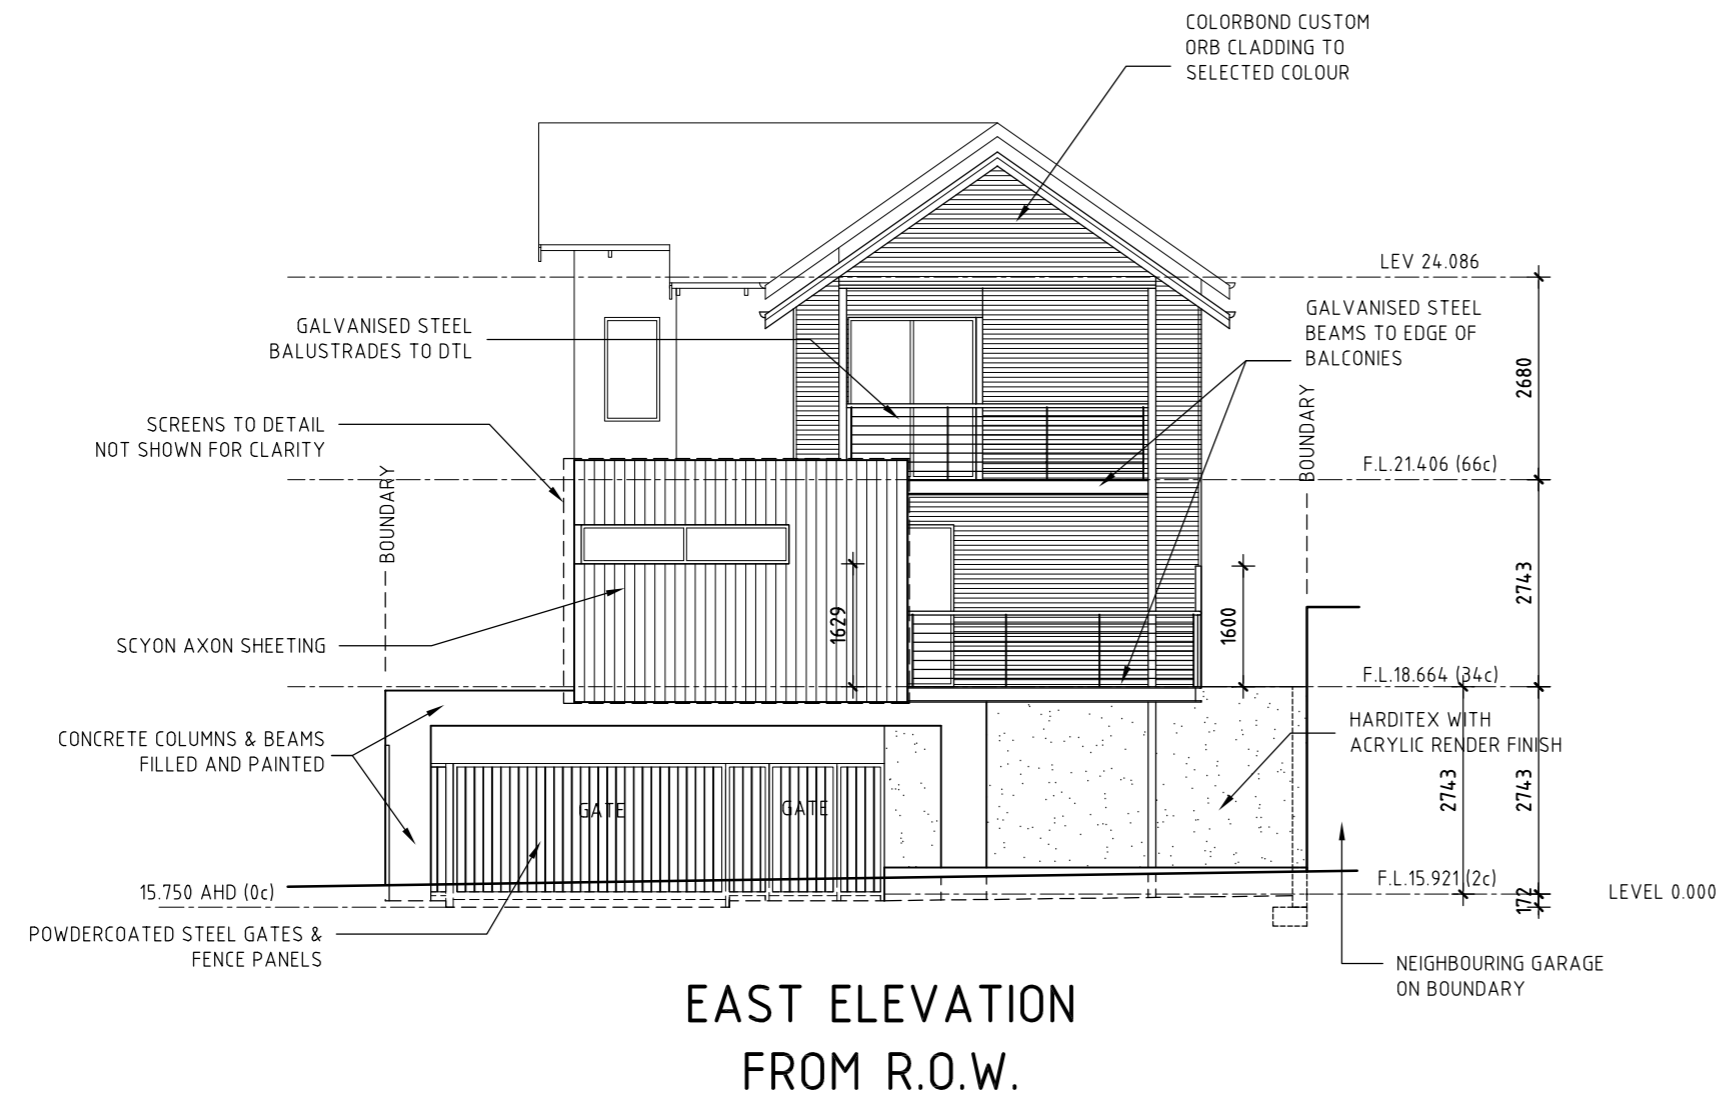 COLORBOND CUSTOM
ORB CLADDING TO
SELECTED COLOUR
LEV 24.086
GALVANISED STEEL
BEAMS TO EDGE OF
BALCONIES
GALVANISED STEEL
BALUSTRADES TO DTL
2680
BOUNDARY
SCREENS TO DETAIL
NOT SHOWN FOR CLARITY
F.L.21.406 (66c)
BOUNDARY
2743
1629
1600
SCYON AXON SHEETING
F.L.18.664 (34c)
HARDITEX WITH
ACRYLIC RENDER FINISH
CONCRETE COLUMNS & BEAMS
FILLED AND PAINTED
2743
2743
GATE
GATE
15.750 AHD (0c)
F.L.15.921 (2c)
172
LEVEL 0.000
POWDERCOATED STEEL GATES &
FENCE PANELS
NEIGHBOURING GARAGE
ON BOUNDARY
EAST ELEVATION
FROM R.O.W.